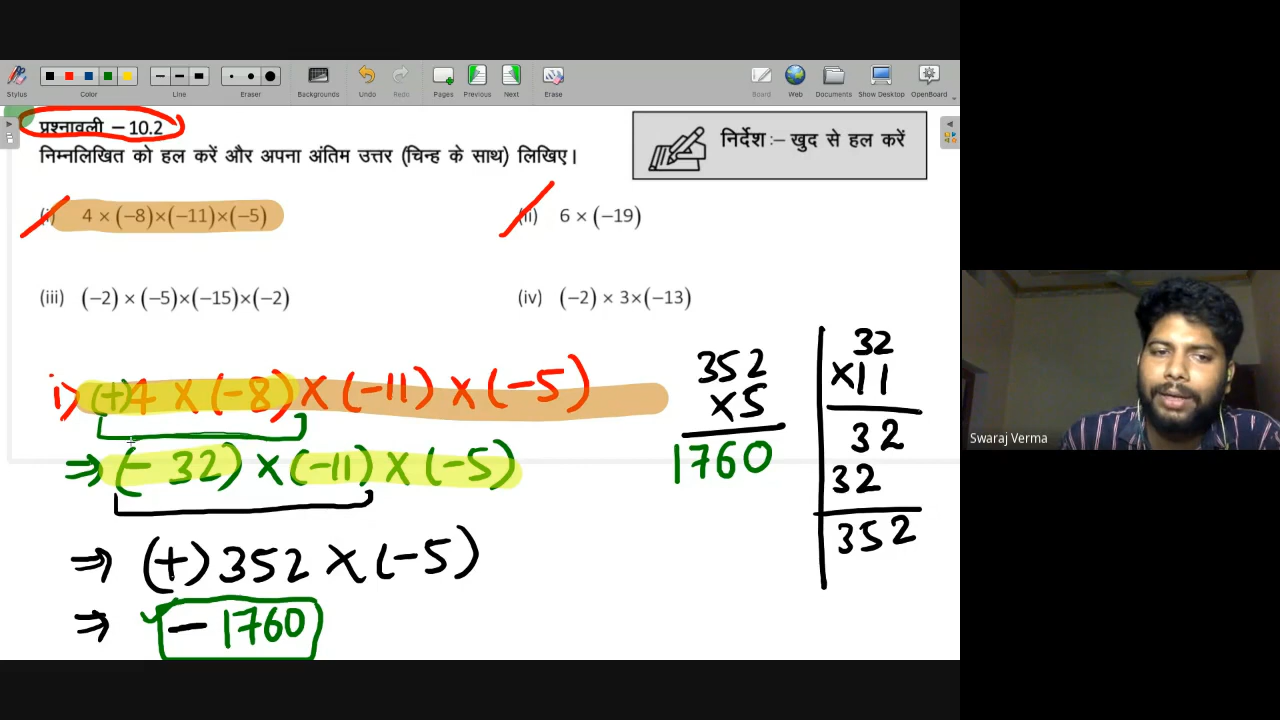 Stylus Color Line Eraser Backgrounds Undo Redo Pages Previous Next Erase Board Web Documents Show Desktop OpenBoard
प्रश्नावली – 10.2
निम्नलिखित को हल करें और अपना अंतिम उत्तर (चिन्ह के साथ) लिखिए।
निर्देश :– खुद से हल करें
(i) 4 × (−8)×(−11)×(−5)
(ii) 6 × (−19)
(iii) (−2) × (−5)×(−15)×(−2)
(iv) (−2) × 3×(−13)
i) (+)4 × (-8) × (-11) × (-5)
⇒ (- 32) × (-11) × (-5)
⇒ (+) 352 × (-5)
⇒ - 1760
352
×5
1760
32
×11
32
32
352
Swaraj Verma